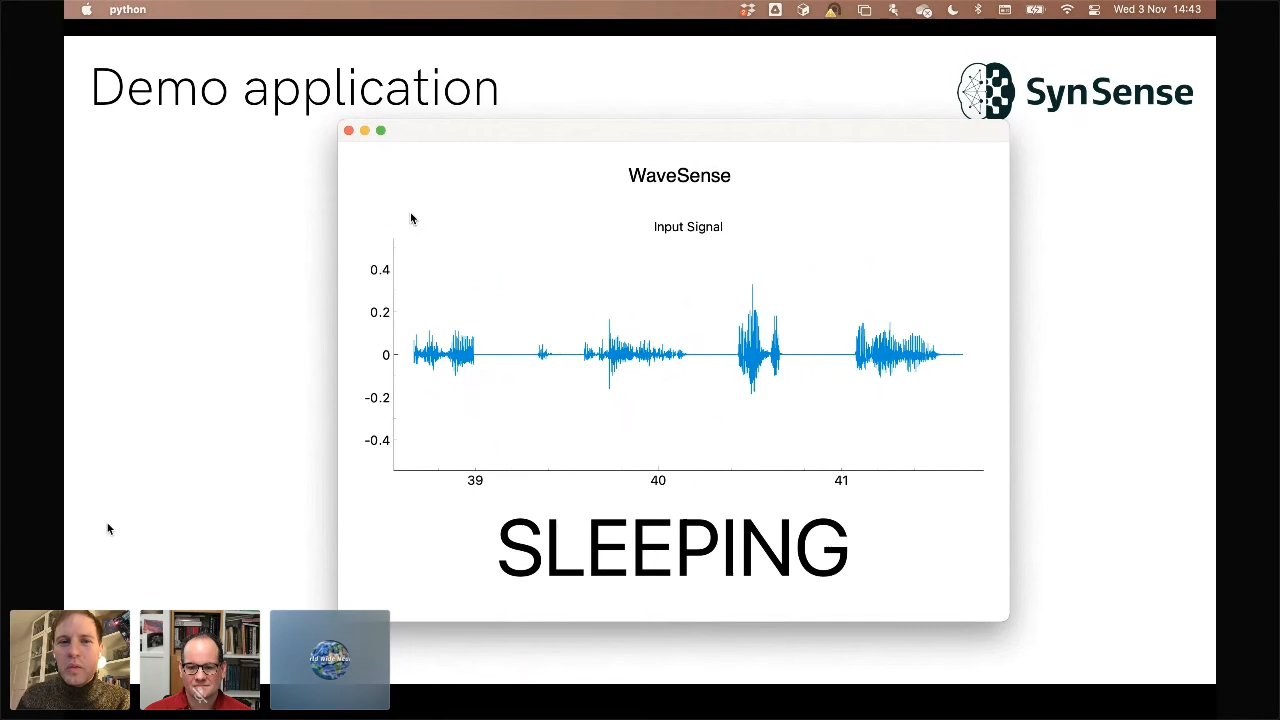 python
Wed 3 Nov 14:43
Demo application
SynSense
WaveSense
Input Signal
0.4
0.2
0
-0.2
-0.4
39
40
41
SLEEPING